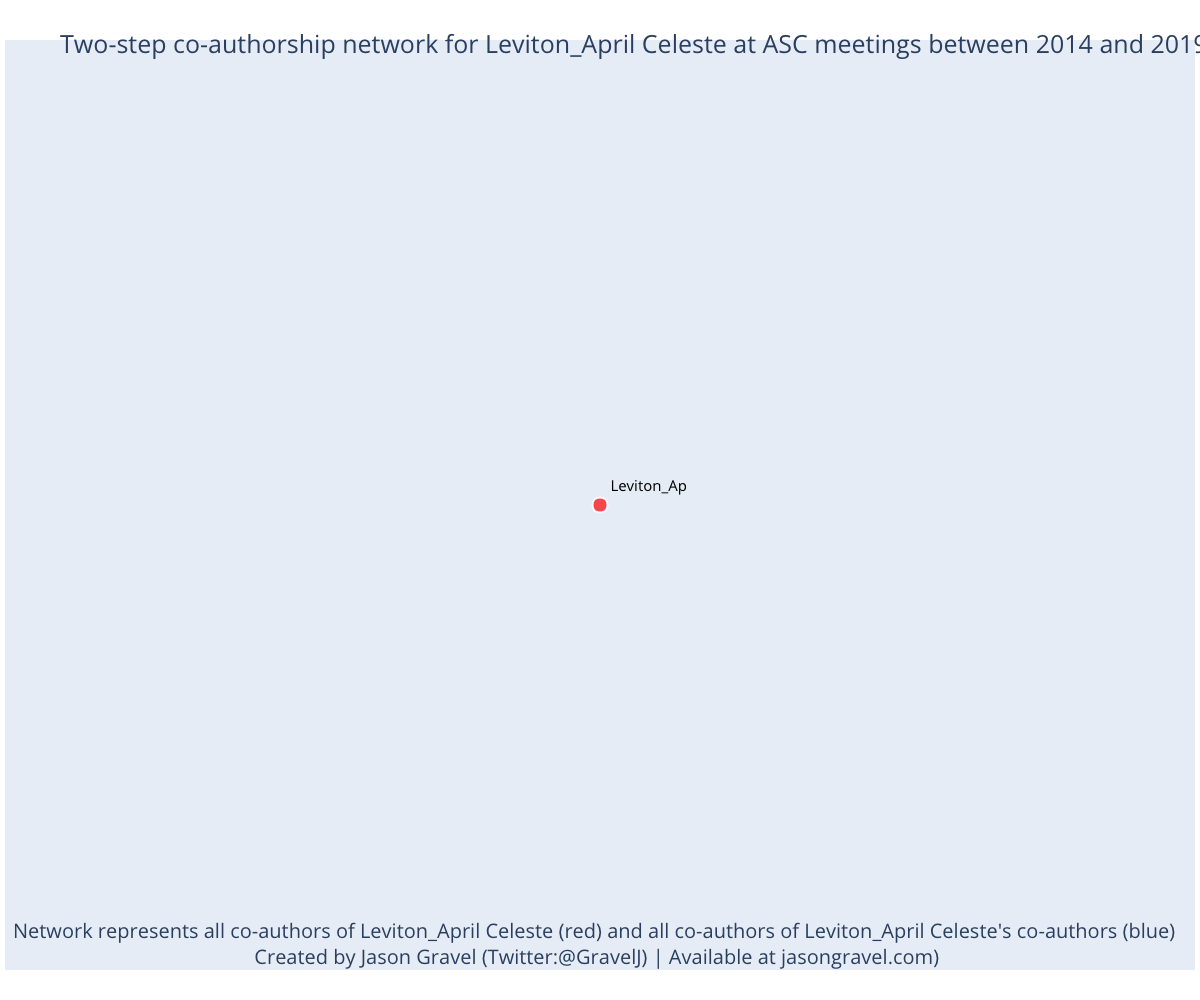 Two-step co-authorship network for Leviton_April Celeste at ASC meetings between 2014 and 2019
Leviton_Ap
Network represents all co-authors of Leviton_April Celeste (red) and all co-authors of Leviton_April Celeste's co-authors (blue)
Created by Jason Gravel (Twitter:@GravelJ) | Available at jasongravel.com)